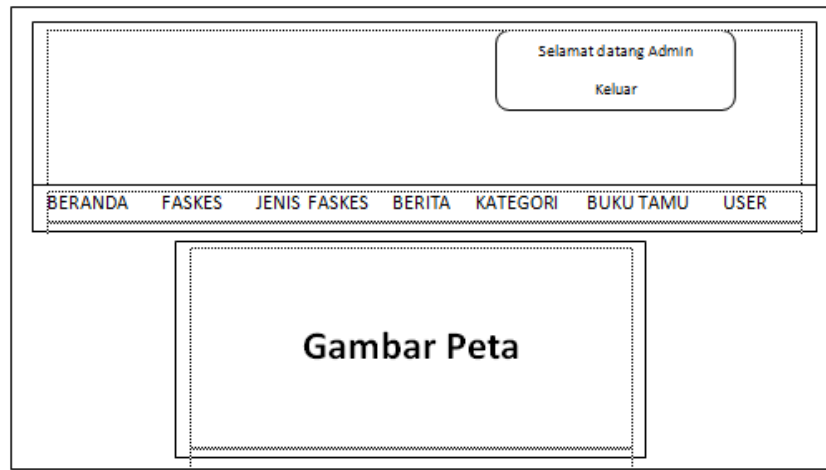 Selamat datang Admin
Keluar
BERANDA FASKES JENIS FASKES BERITA KATEGORI BUKU TAMU USER
Gambar Peta